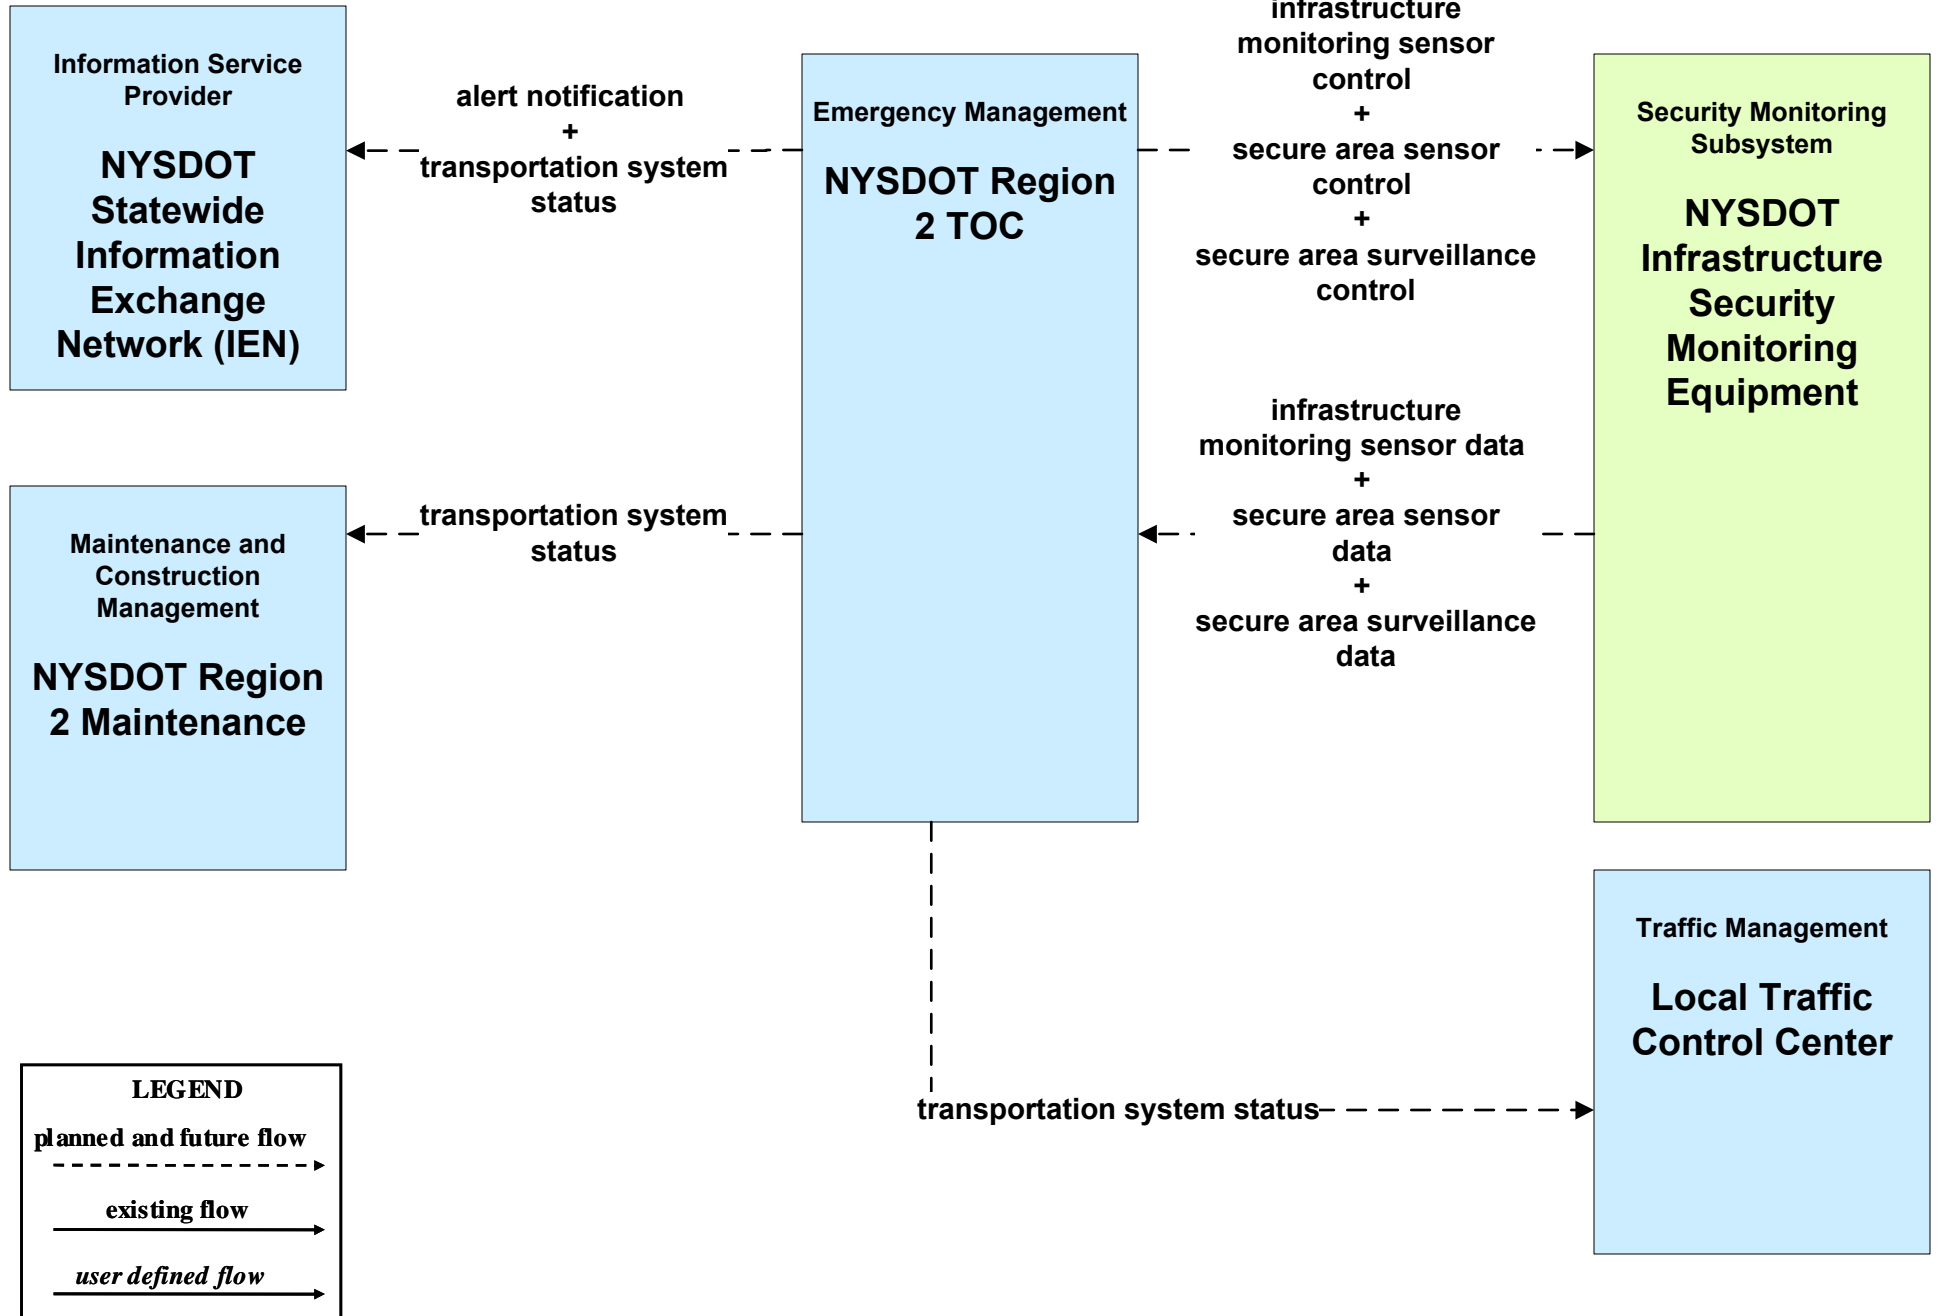 Information Service
Provider
NYSDOT
Statewide
Information
Exchange
Network (IEN)
alert notification
+
transportation system
status
Emergency Management
NYSDOT Region
2 TOC
infrastructure
monitoring sensor
control
+
secure area sensor
control
+
secure area surveillance
control
Security Monitoring
Subsystem
NYSDOT
Infrastructure
Security
Monitoring
Equipment
infrastructure
monitoring sensor data
+
secure area sensor
data
+
secure area surveillance
data
Maintenance and
Construction
Management
NYSDOT Region
2 Maintenance
transportation system
status
Traffic Management
Local Traffic
Control Center
transportation system status
LEGEND
planned and future flow
existing flow
user defined flow